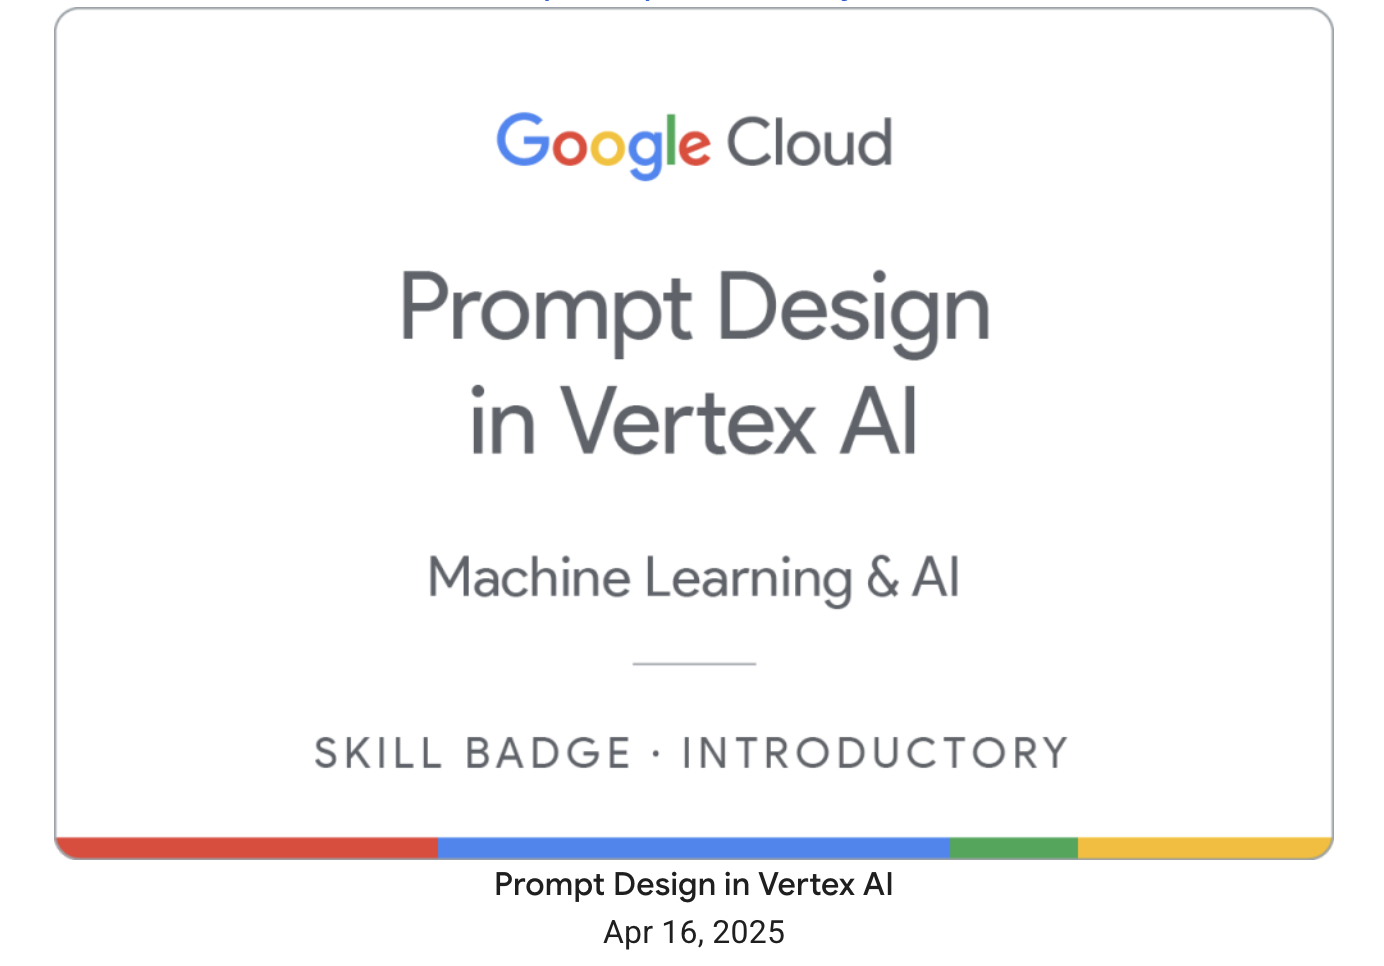 Google Cloud
Prompt Design
in Vertex AI
Machine Learning & AI
SKILL BADGE · INTRODUCTORY
Prompt Design in Vertex AI
Apr 16, 2025